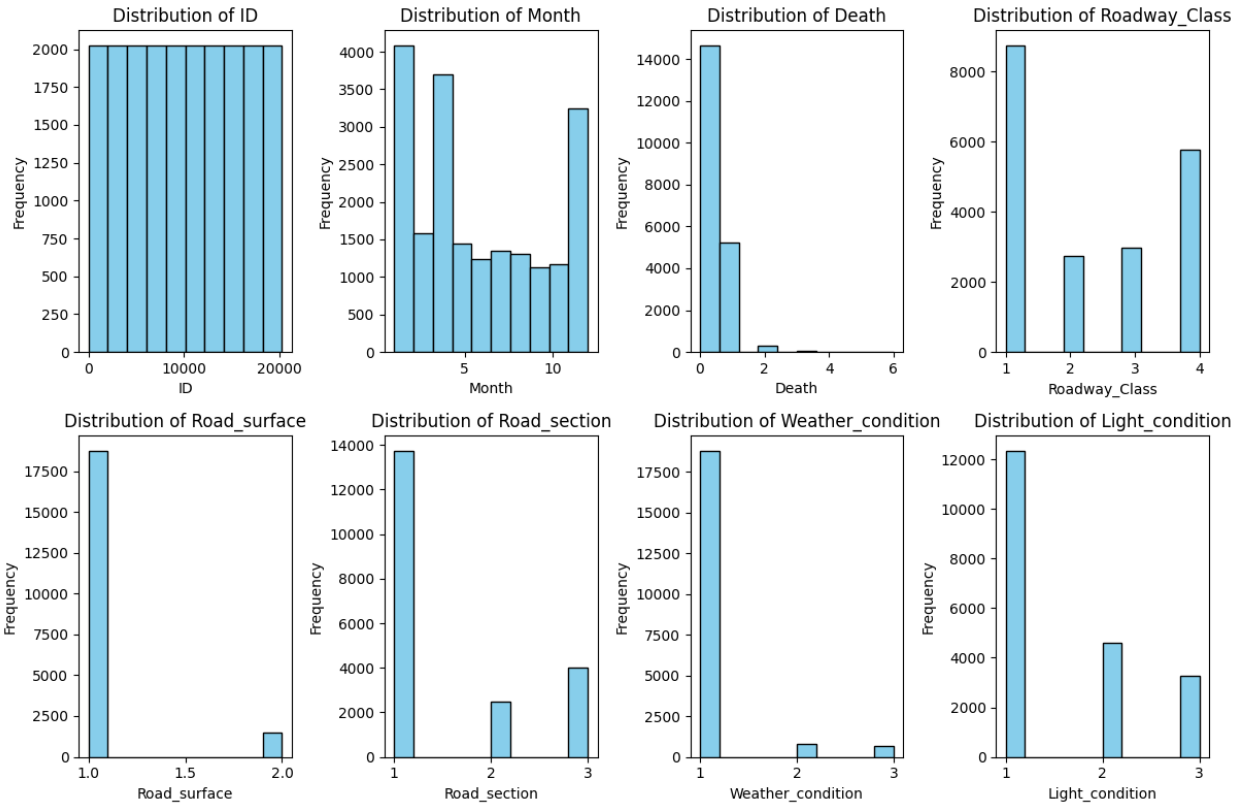 Distribution of ID
Frequency
2000
1750
1500
1250
1000
750
500
250
0
0 10000 20000
ID
Distribution of Month
Frequency
4000
3500
3000
2500
2000
1500
1000
500
0
5 10
Month
Distribution of Death
Frequency
14000
12000
10000
8000
6000
4000
2000
0
0 2 4 6
Death
Distribution of Roadway_Class
Frequency
8000
6000
4000
2000
0
1 2 3 4
Roadway_Class
Distribution of Road_surface
Frequency
17500
15000
12500
10000
7500
5000
2500
0
1.0 1.5 2.0
Road_surface
Distribution of Road_section
Frequency
14000
12000
10000
8000
6000
4000
2000
0
1 2 3
Road_section
Distribution of Weather_condition
Frequency
17500
15000
12500
10000
7500
5000
2500
0
1 2 3
Weather_condition
Distribution of Light_condition
Frequency
12000
10000
8000
6000
4000
2000
0
1 2 3
Light_condition